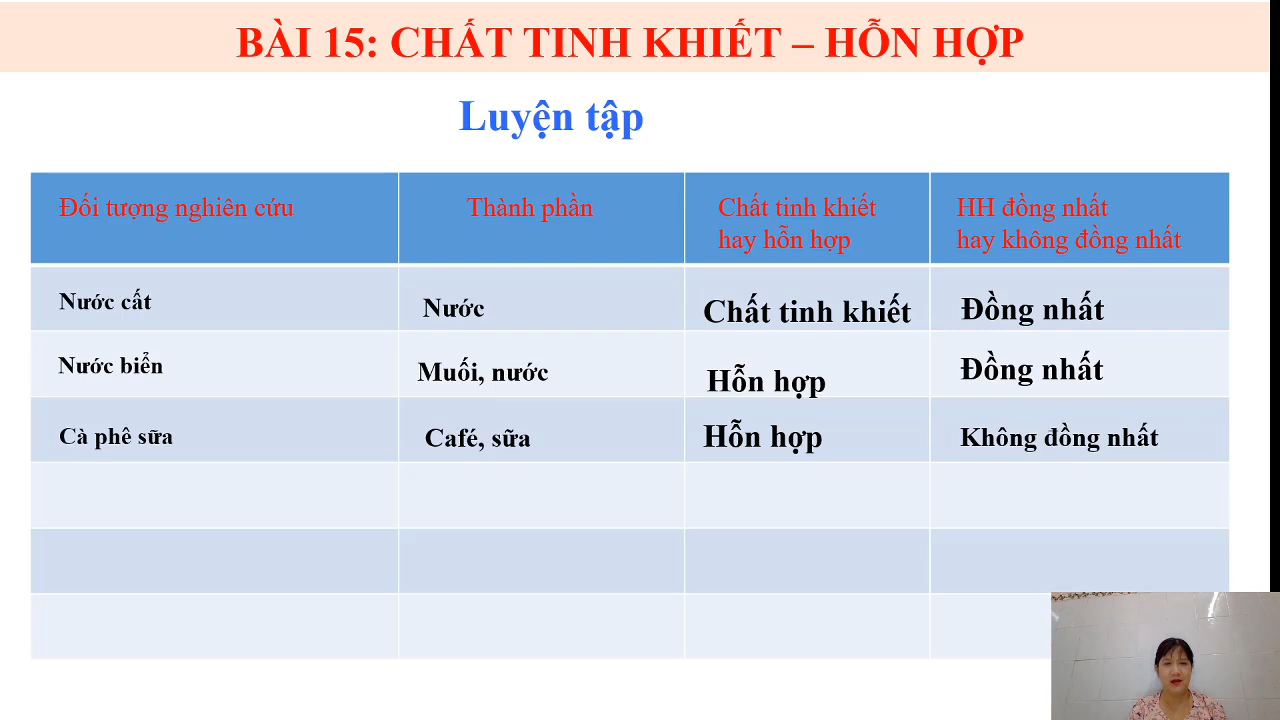 BÀI 15: CHẤT TINH KHIẾT – HỖN HỢP
Luyện tập
Đối tượng nghiên cứu
Thành phần
Chất tinh khiết
hay hỗn hợp
HH đồng nhất
hay không đồng nhất
Nước cất
Nước
Chất tinh khiết
Đồng nhất
Nước biển
Muối, nước
Hỗn hợp
Đồng nhất
Cà phê sữa
Café, sữa
Hỗn hợp
Không đồng nhất